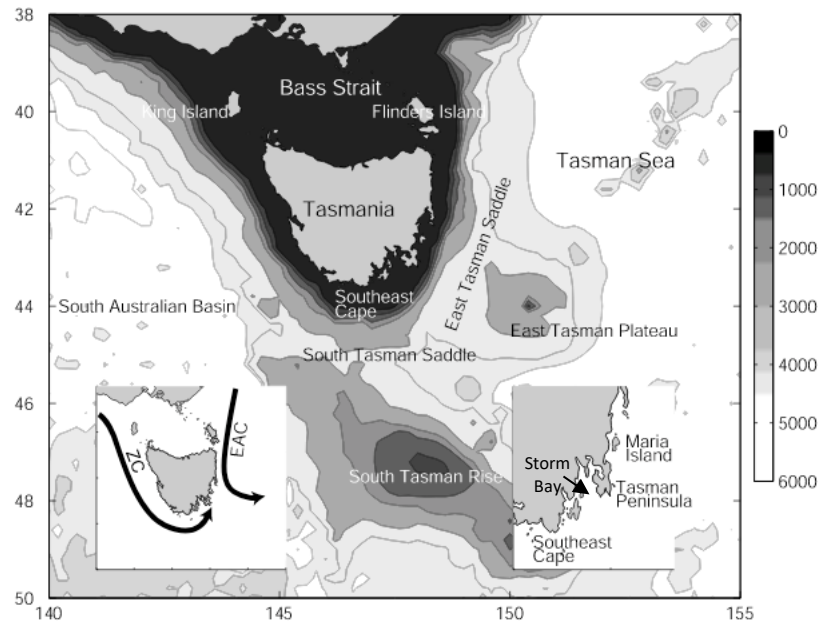 38
40
42
44
46
48
50
140
145
150
155
Bass Strait
King Island
Flinders Island
Tasman Sea
Tasmania
East Tasman Saddle
Southeast
Cape
South Australian Basin
East Tasman Plateau
South Tasman Saddle
South Tasman Rise
ZC
EAC
Maria
Island
Storm
Bay
Tasman
Peninsula
Southeast
Cape
0
1000
2000
3000
4000
5000
6000